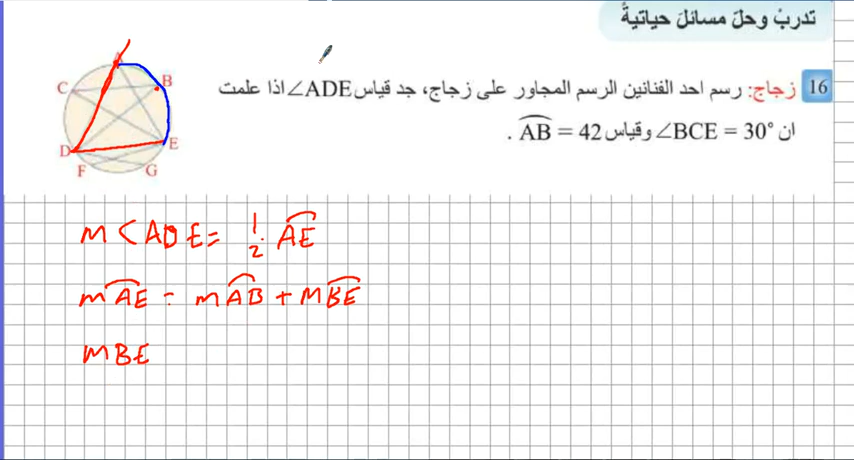 تدربْ وحلّ مسائلَ حياتيةً
16 زجاج: رسم احد الفنانين الرسم المجاور على زجاج، جد قياس ∠ADE اذا علمت
ان ∠BCE = 30° وقياس AB = 42 .
A
C B
D E
F G
m<ADE = 1/2 · AE
mAE = mAB + mBE
mBE